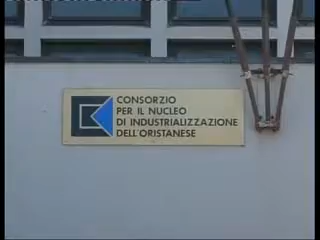 CONSORZIO
PER IL NUCLEO
DI INDUSTRIALIZZAZIONE
DELL'ORISTANESE